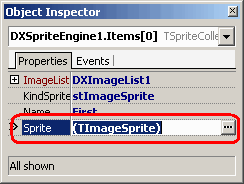 Object Inspector
DXSpriteEngine1.Items[0] TSpriteColle
Properties Events
ImageList DXImageList1
KindSprite stImageSprite
Name First
Sprite (TImageSprite) ...
All shown